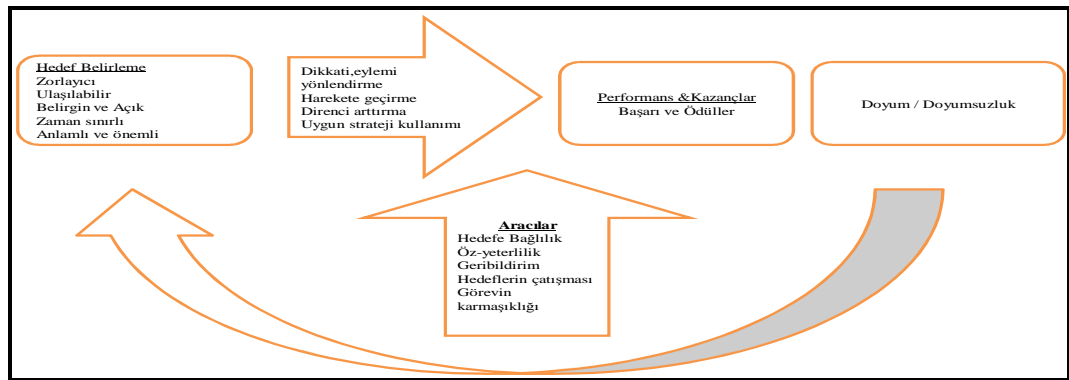 Hedef Belirleme
Zorlayıcı
Ulaşılabilir
Belirgin ve Açık
Zaman sınırlı
Anlamlı ve önemli
Dikkati,eylemi
yönlendirme
Harekete geçirme
Direnci arttırma
Uygun strateji kullanımı
Performans &Kazançlar
Başarı ve Ödüller
Doyum / Doyumsuzluk
Aracılar
Hedefe Bağlılık
Öz-yeterlilik
Geribildirim
Hedeflerin çatışması
Görevin
karmaşıklığı